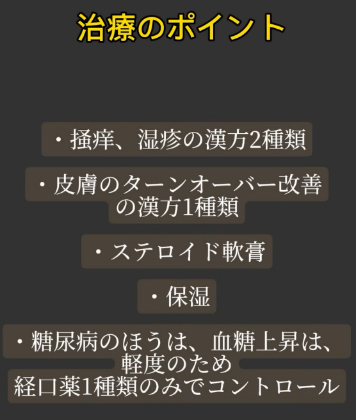 治療のポイント
・掻痒、湿疹の漢方2種類
・皮膚のターンオーバー改善
の漢方1種類
・ステロイド軟膏
・保湿
・糖尿病のほうは、血糖上昇は、
軽度のため
経口薬1種類のみでコントロール